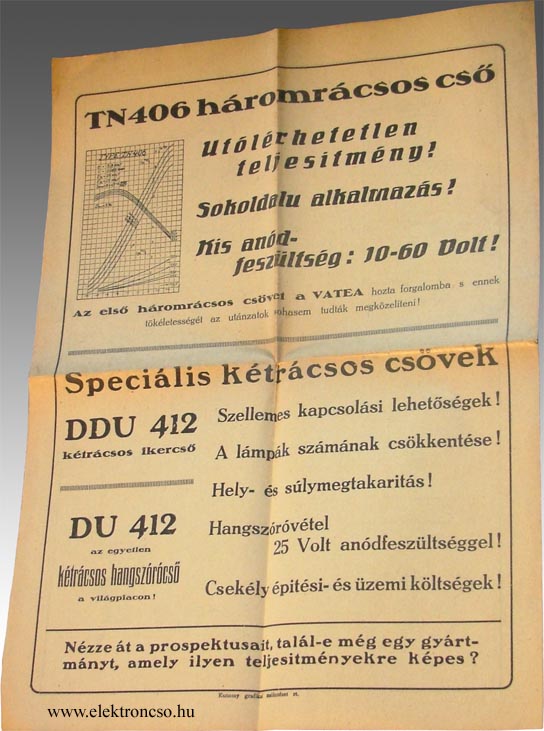 TN406 háromrácsos cső
Utólérhetetlen
teljesitmény!
Sokoldalu alkalmazás!
Kis anód-
feszültség: 10-60 Volt!
Az első háromrácsos csövet a VATEA hozta forgalomba s ennek
tökéletességét az utánzatok sohasem tudták megközelíteni!
Speciális kétrácsos csövek
DDU 412
kétrácsos ikercső
Szellemes kapcsolási lehetőségek!
A lámpák számának csökkentése!
Hely- és súlymegtakaritás!
DU 412
az egyetlen
kétrácsos hangszórócső
a világpiacon!
Hangszóróvétel
25 Volt anódfeszültséggel!
Csekély épitési- és üzemi költségek!
Nézze át a prospektusait, talál-e még egy gyárt-
mányt, amely ilyen teljesitményekre képes?
www.elektroncso.hu